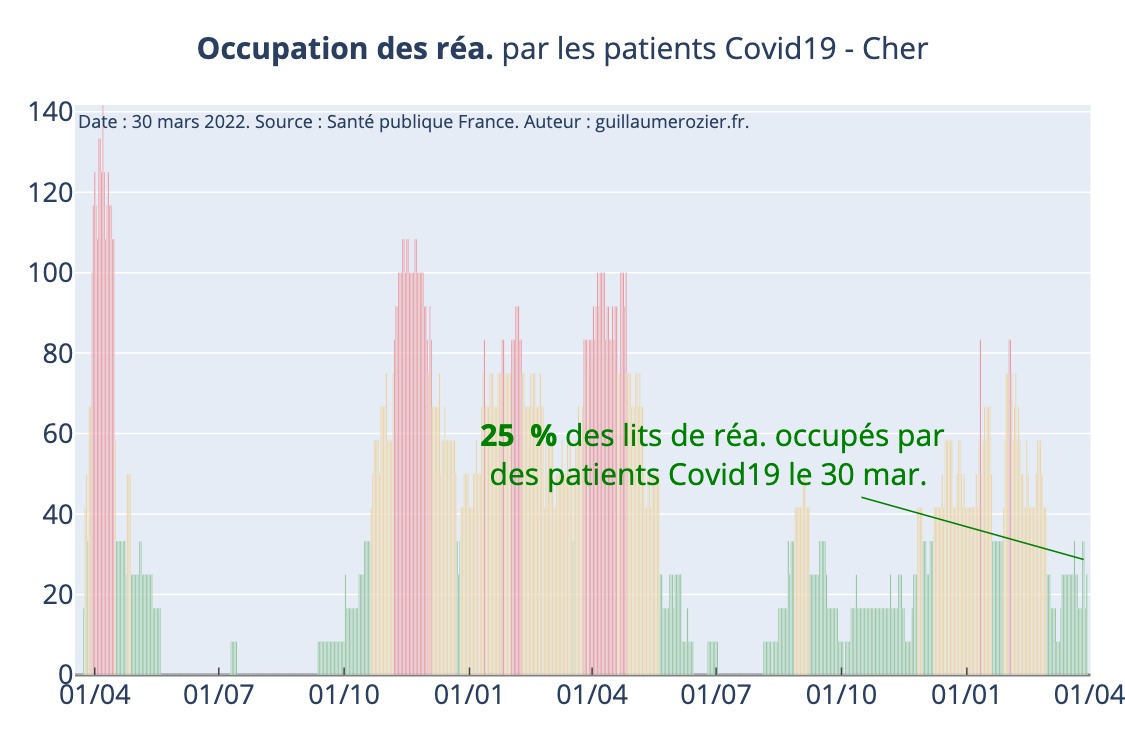 Occupation des réa. par les patients Covid19 - Cher
140
Date : 30 mars 2022. Source : Santé publique France. Auteur : guillaumerozier.fr.
120
100
80
60
25 % des lits de réa. occupés par
des patients Covid19 le 30 mar.
40
20
0
01/04 01/07 01/10 01/01 01/04 01/07 01/10 01/01 01/04